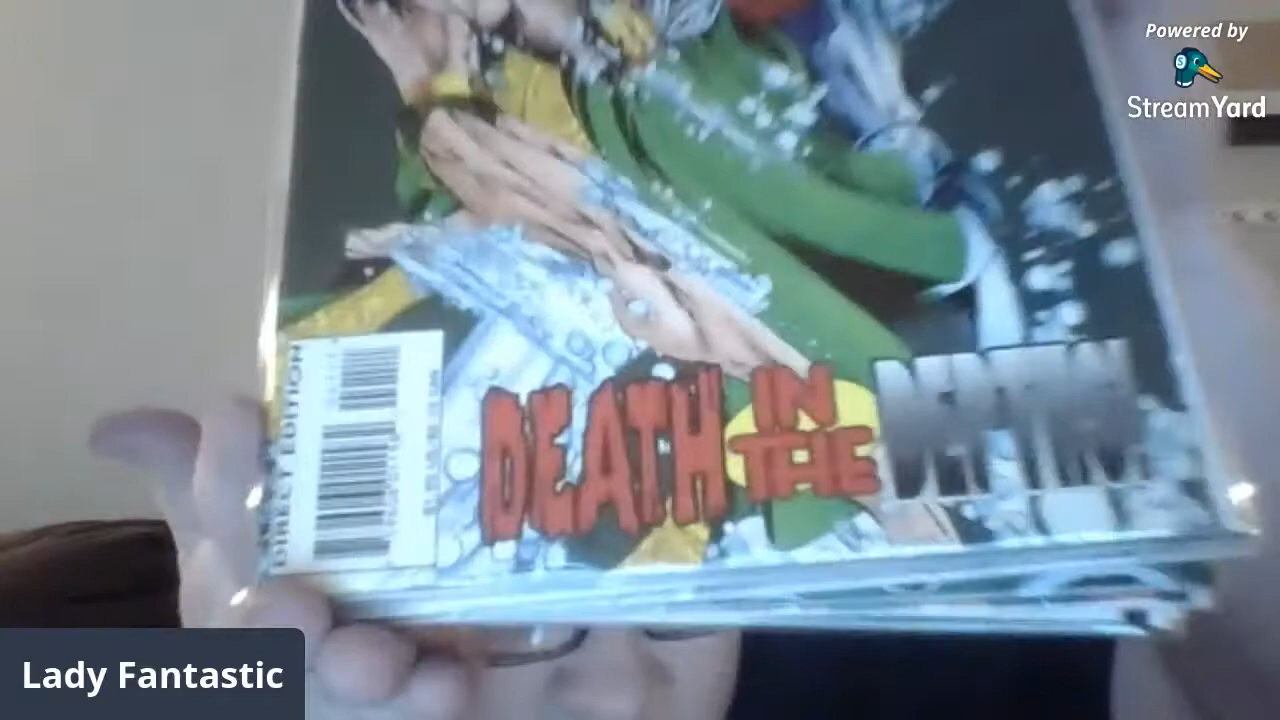 Powered by
StreamYard
DIRECT EDITION
DEATH
IN
THE
Lady Fantastic